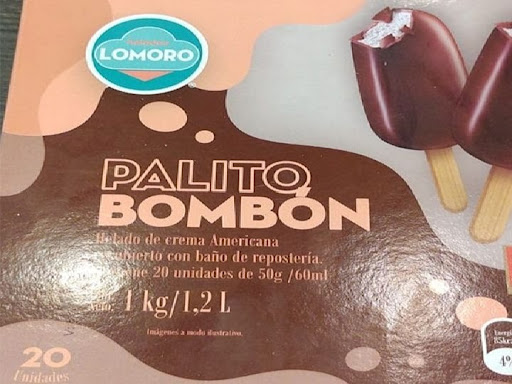 LOMORO
PALITO
BOMBÓN
Helado de crema Americana
cubierto con baño de repostería.
20 unidades de 50g /60ml
1 kg/1,2 L
Imágenes a modo ilustrativo.
20
Unidades
4%